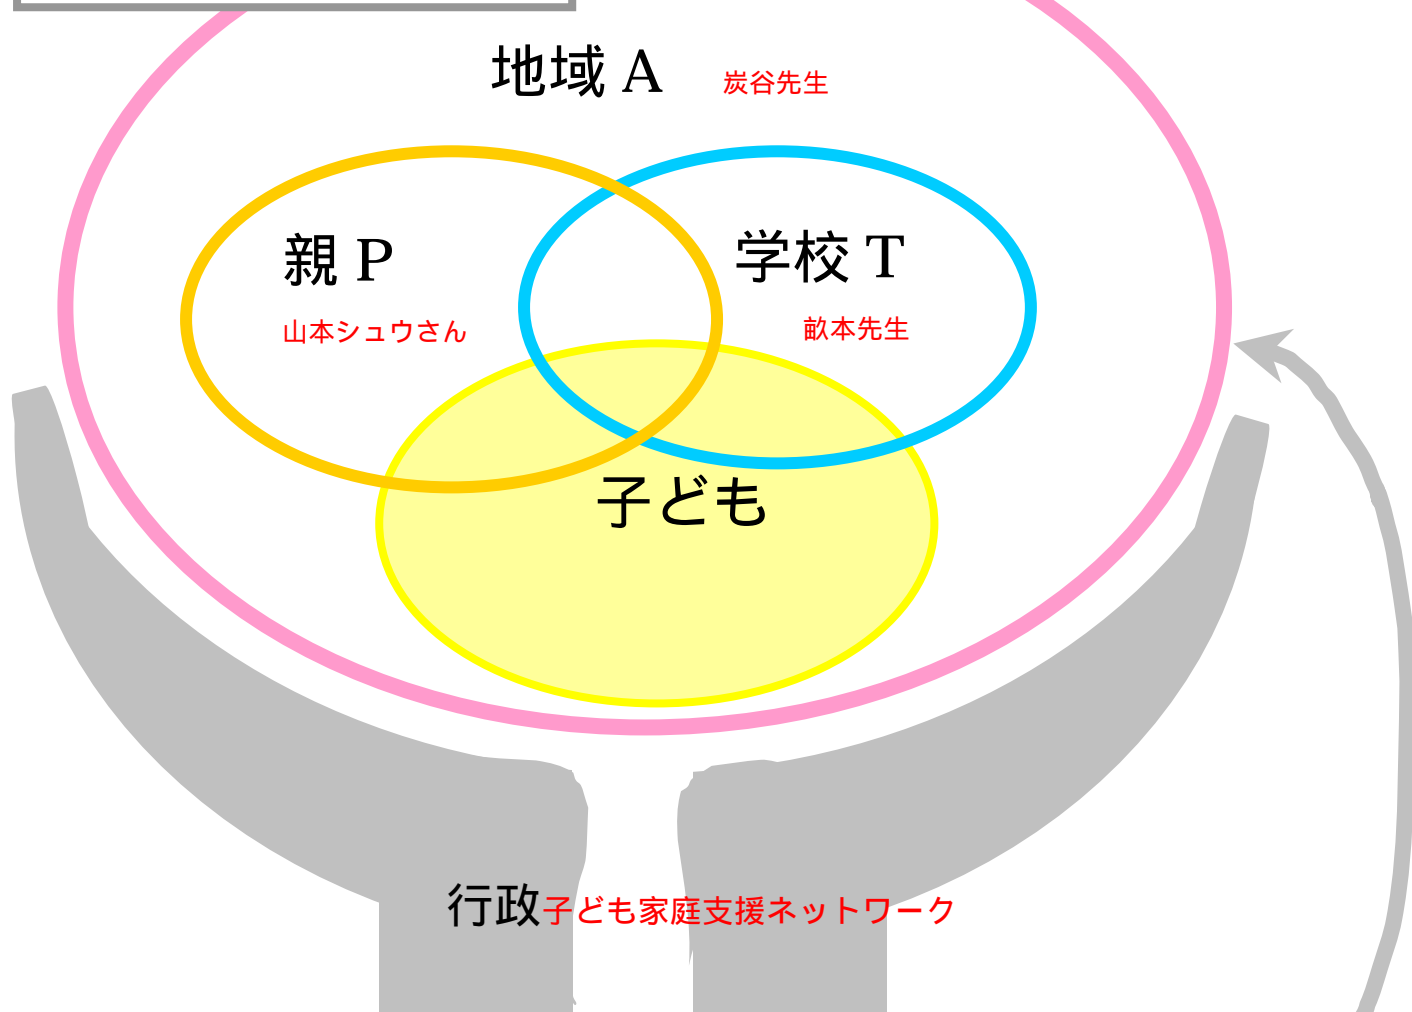 地域 A 炭谷先生
親 P
学校 T
山本シュウさん
畝本先生
子ども
行政子ども家庭支援ネットワーク